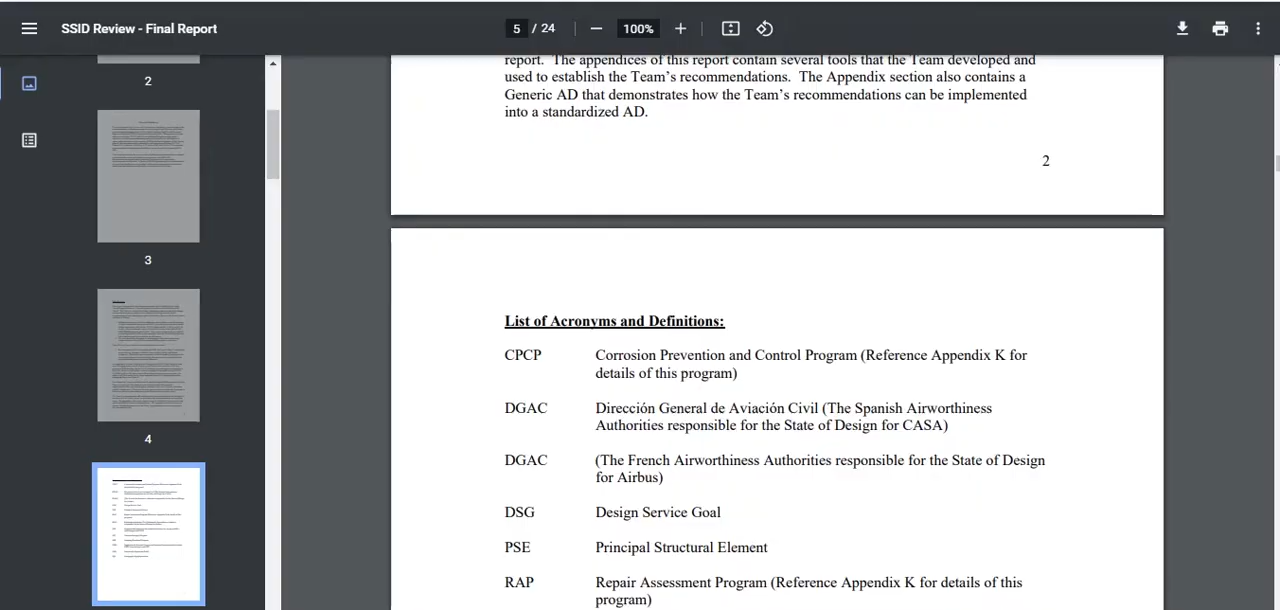 SSID Review - Final Report
5 / 24
100%
2
3
4
report. The appendices of this report contain several tools that the Team developed and
used to establish the Team's recommendations. The Appendix section also contains a
Generic AD that demonstrates how the Team's recommendations can be implemented
into a standardized AD.
2
List of Acronyms and Definitions:
CPCP Corrosion Prevention and Control Program (Reference Appendix K for
details of this program)
DGAC Dirección General de Aviación Civil (The Spanish Airworthiness
Authorities responsible for the State of Design for CASA)
DGAC (The French Airworthiness Authorities responsible for the State of Design
for Airbus)
DSG Design Service Goal
PSE Principal Structural Element
RAP Repair Assessment Program (Reference Appendix K for details of this
program)